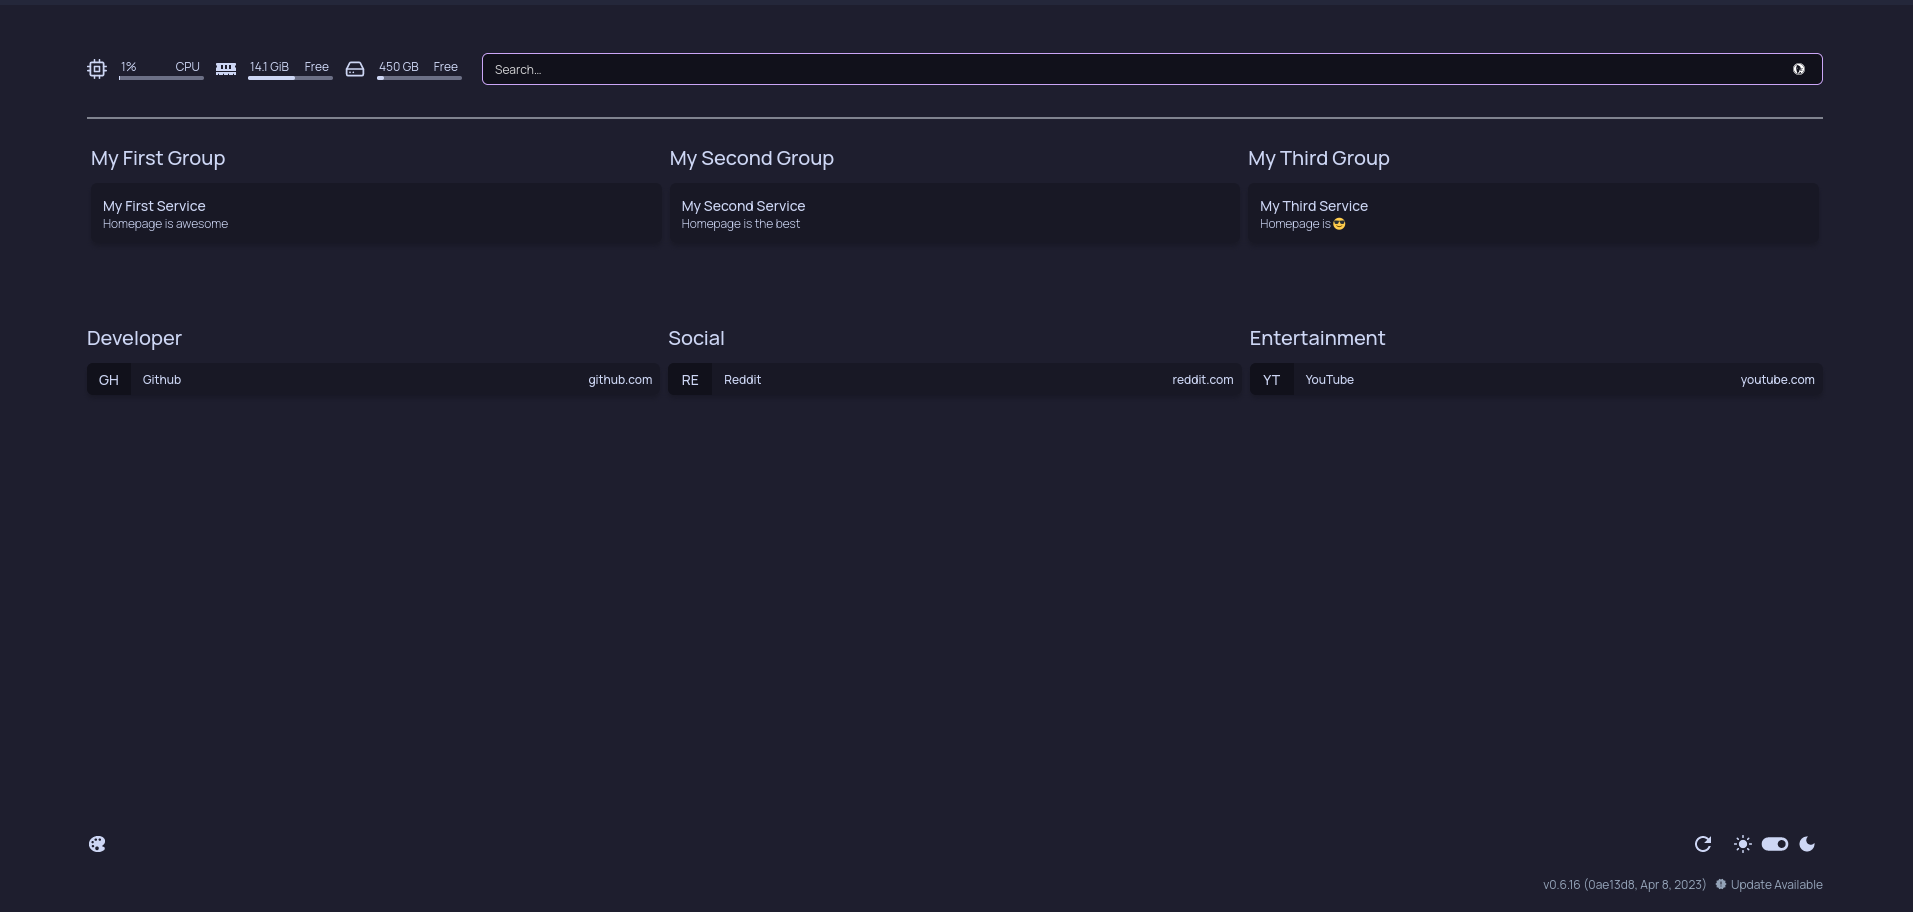 1% CPU 14.1 GiB Free 450 GB Free Search...
My First Group My Second Group My Third Group
My First Service My Second Service My Third Service
Homepage is awesome Homepage is the best Homepage is 😎
Developer Social Entertainment
GH Github github.com RE Reddit reddit.com YT YouTube youtube.com
v0.6.16 (0ae13d8, Apr 8, 2023) Update Available